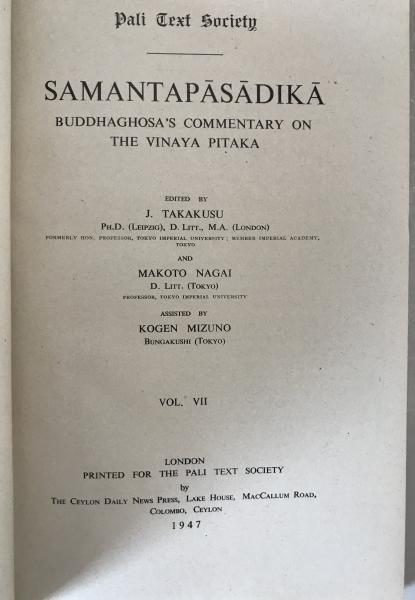 Pali Text Society
SAMANTAPĀSĀDIKĀ
BUDDHAGHOSA'S COMMENTARY ON
THE VINAYA PITAKA
EDITED BY
J. TAKAKUSU
PH.D. (LEIPZIG), D. LITT., M.A. (LONDON)
FORMERLY HON. PROFESSOR, TOKYO IMPERIAL UNIVERSITY; MEMBER IMPERIAL ACADEMY,
TOKYO
AND
MAKOTO NAGAI
D. LITT. (TOKYO)
PROFESSOR, TOKYO IMPERIAL UNIVERSITY
ASSISTED BY
KOGEN MIZUNO
BUNGAKUSHI (TOKYO)
VOL. VII
LONDON
PRINTED FOR THE PALI TEXT SOCIETY
by
THE CEYLON DAILY NEWS PRESS, LAKE HOUSE, MACCALLUM ROAD,
COLOMBO, CEYLON
1947